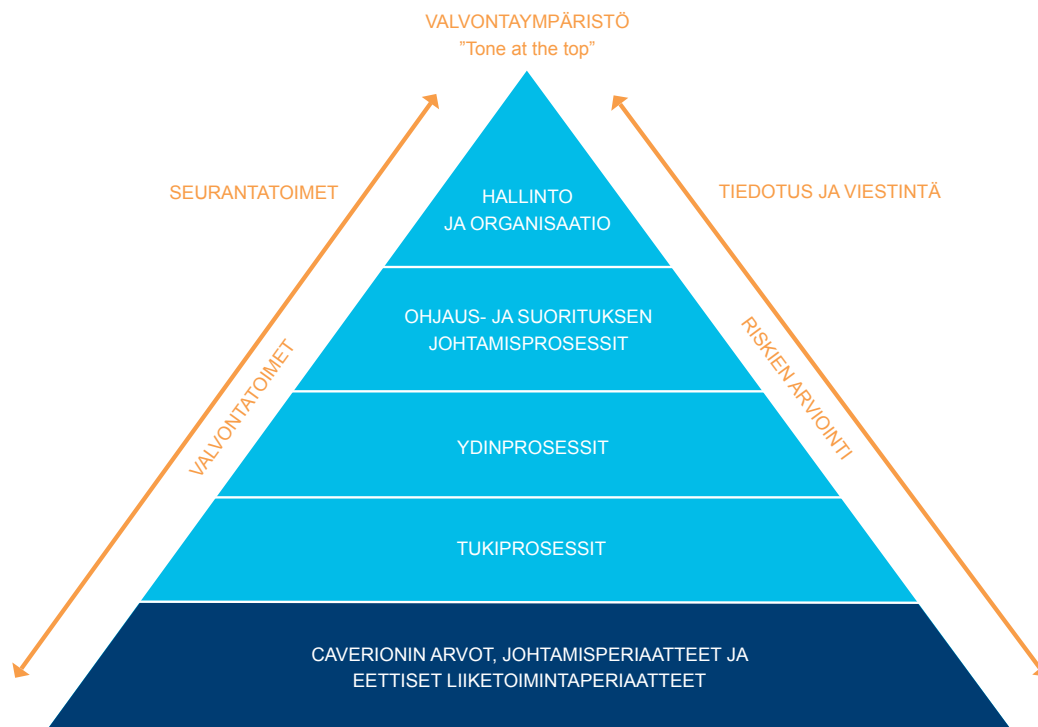 VALVONTAYMPÄRISTÖ
”Tone at the top”
SEURANTATOIMET
TIEDOTUS JA VIESTINTÄ
HALLINTO
JA ORGANISAATIO
OHJAUS- JA SUORITUKSEN
JOHTAMISPROSESSIT
VALVONTATOIMET
RISKIEN ARVIOINTI
YDINPROSESSIT
TUKIPROSESSIT
CAVERIONIN ARVOT, JOHTAMISPERIAATTEET JA
EETTISET LIIKETOIMINTAPERIAATTEET